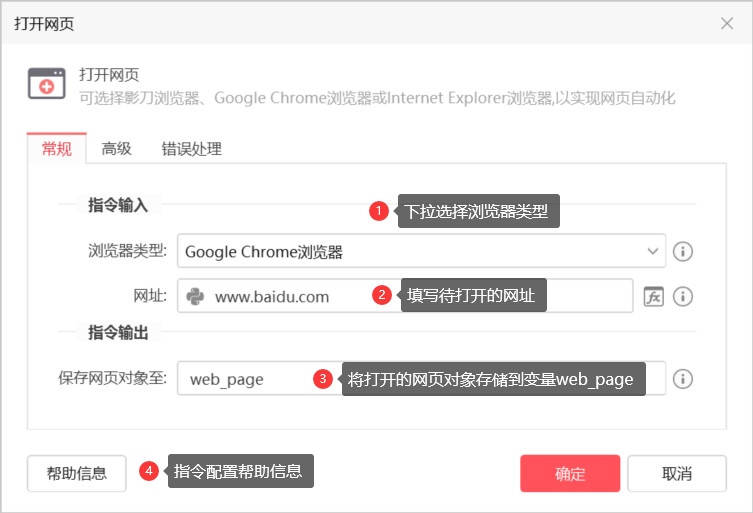 打开网页
打开网页
可选择影刀浏览器、Google Chrome浏览器或Internet Explorer浏览器,以实现网页自动化
常规 高级 错误处理
指令输入 1 下拉选择浏览器类型
浏览器类型: Google Chrome浏览器
网址: www.baidu.com 2 填写待打开的网址 fx
指令输出
保存网页对象至: web_page 3 将打开的网页对象存储到变量web_page
帮助信息 4 指令配置帮助信息 确定 取消